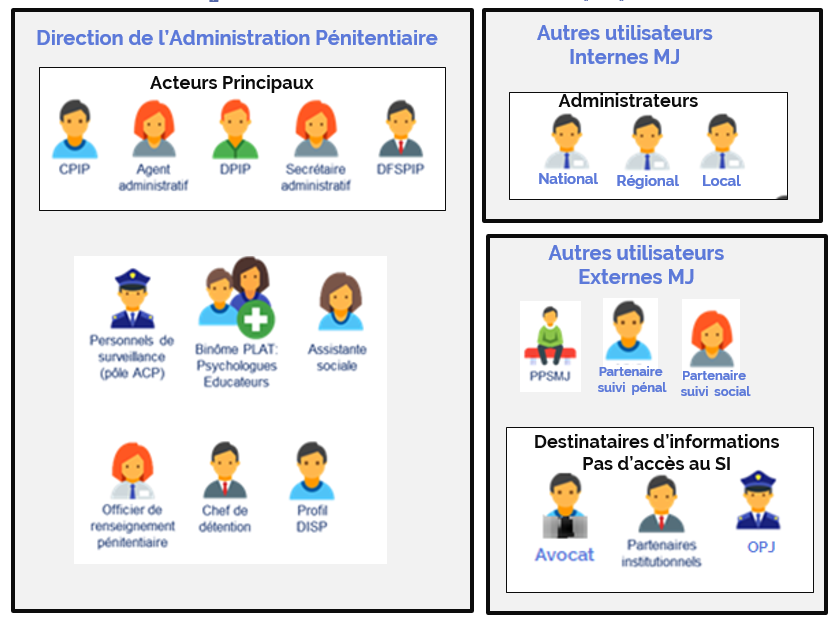 Direction de l'Administration Pénitentiaire
Acteurs Principaux
CPIP
Agent
administratif
DPIP
Secrétaire
administratif
DFSPIP
Personnels de
surveillance
(pôle ACP)
Binôme PLAT:
Psychologues
Educateurs
Assistante
sociale
Officier de
renseignement
pénitentiaire
Chef de
détention
Profil
DISP
Autres utilisateurs
Internes MJ
Administrateurs
National
Régional
Local
Autres utilisateurs
Externes MJ
PPSMJ
Partenaire
suivi pénal
Partenaire
suivi social
Destinataires d'informations
Pas d'accès au SI
Avocat
Partenaires
institutionnels
OPJ